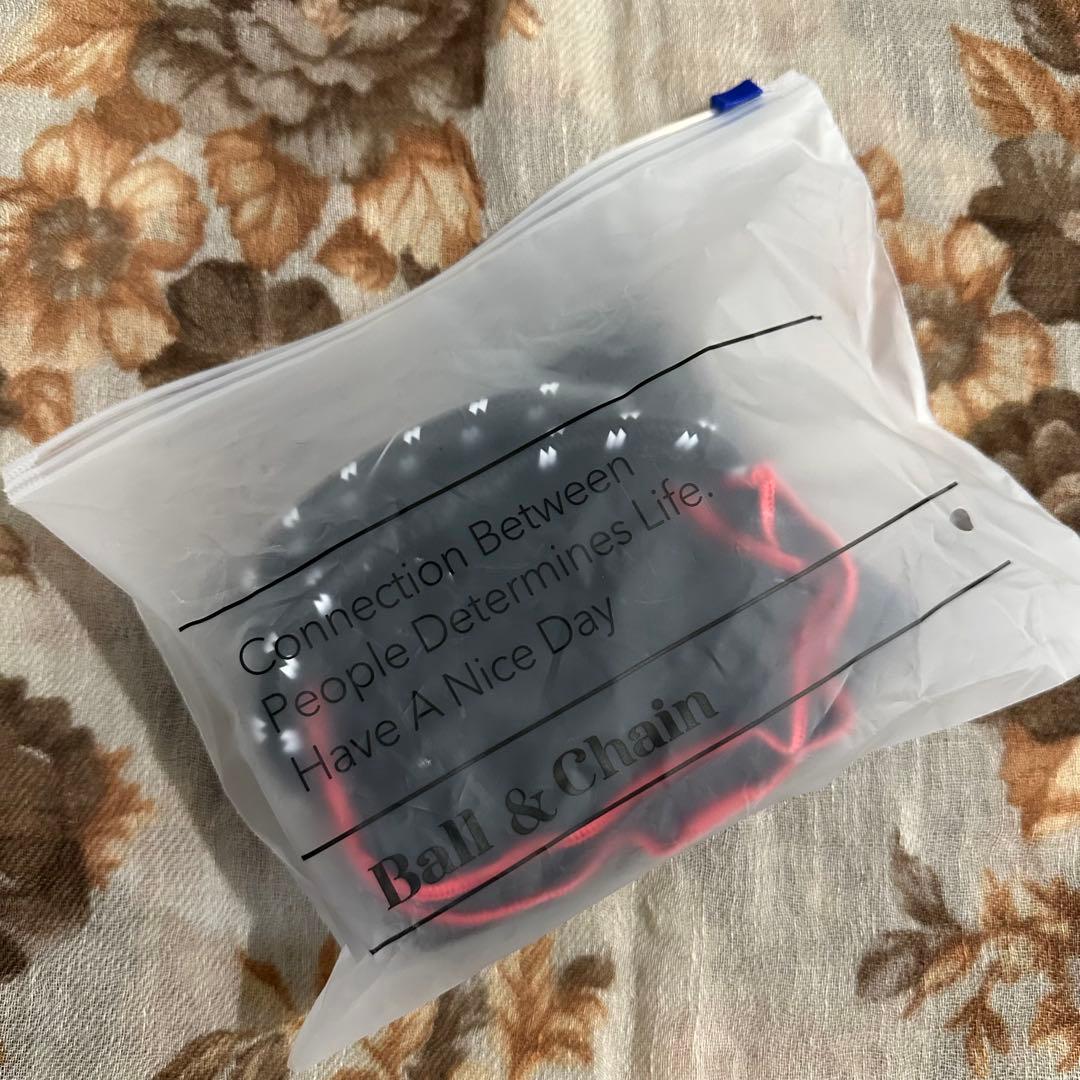 Connection Between
People Determines Life.
Have A Nice Day
Ball & Chain